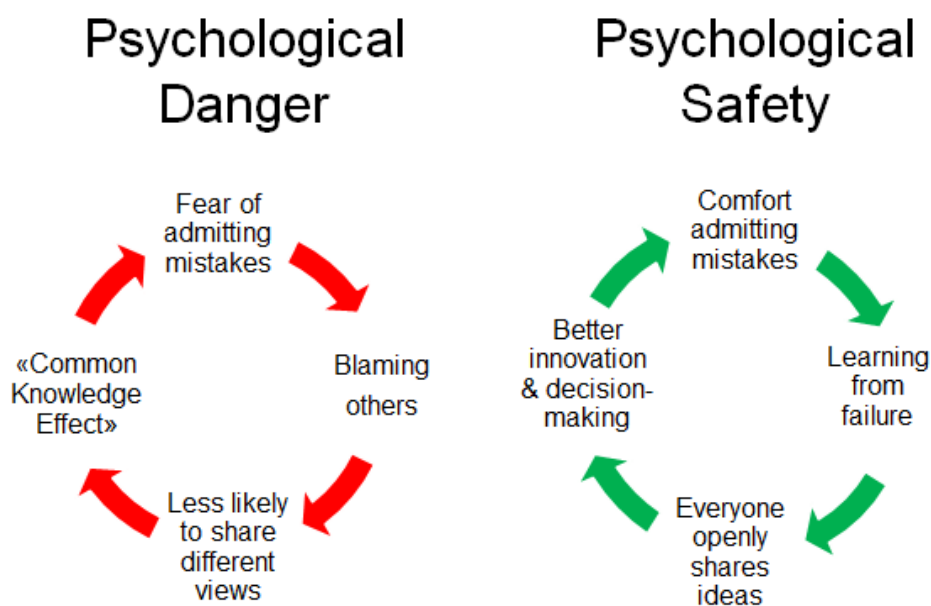 Psychological
Danger
Fear of
admitting
mistakes
Blaming
others
Less likely
to share
different
views
«Common
Knowledge
Effect»
Psychological
Safety
Comfort
admitting
mistakes
Learning
from
failure
Everyone
openly
shares
ideas
Better
innovation
& decision-
making